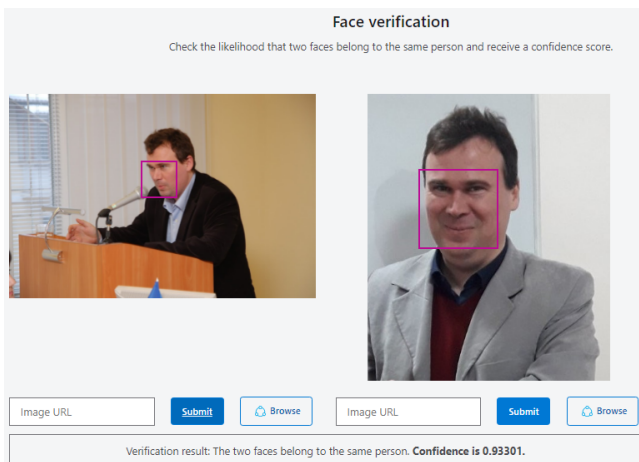 Face verification
Check the likelihood that two faces belong to the same person and receive a confidence score.
Image URL
Submit
Browse
Image URL
Submit
Browse
Verification result: The two faces belong to the same person. Confidence is 0.93301.